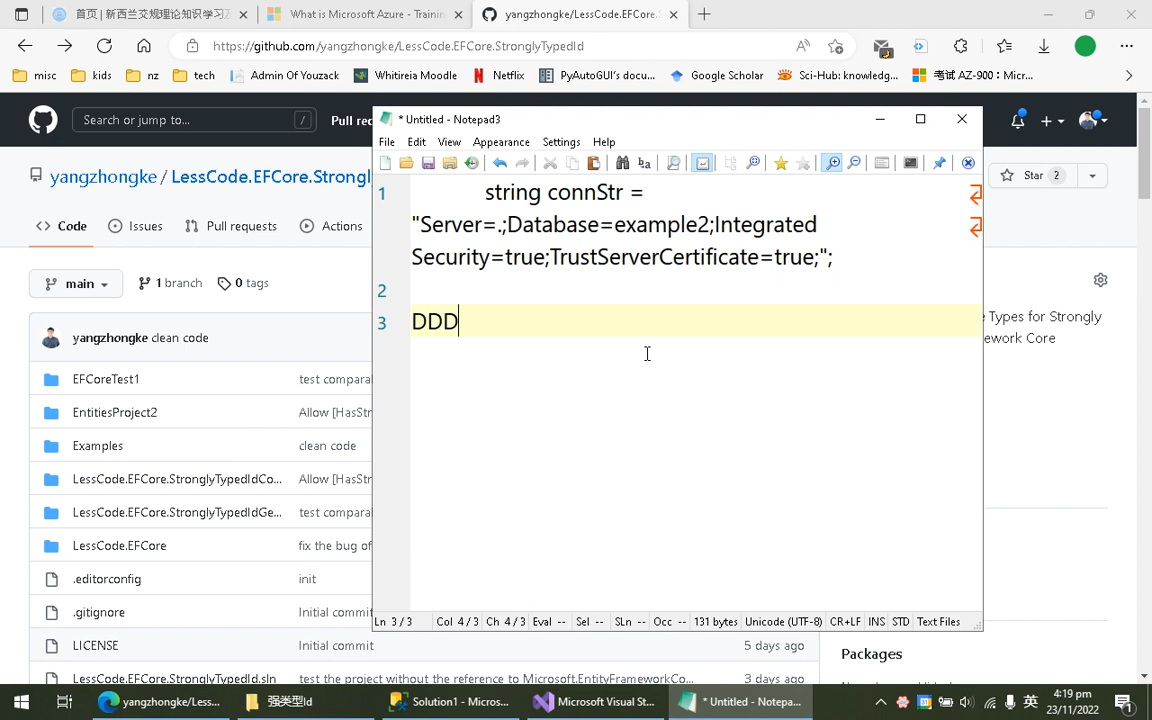 首页 | 新西兰交规理论知识学习及
What is Microsoft Azure - Trainin
yangzhongke/LessCode.EFCore.S
https://github.com/yangzhongke/LessCode.EFCore.StronglyTypedId
misc
kids
nz
tech
Admin Of Youzack
Whitireia Moodle
Netflix
PyAutoGUI's docu...
Google Scholar
Sci-Hub: knowledg...
考試 AZ-900：Micr...
Search or jump to...
/
Pull rec
yangzhongke / LessCode.EFCore.Strongl
Star 2
Code
Issues
Pull requests
Actions
main
1 branch
0 tags
yangzhongke clean code
EFCoreTest1
test compara
EntitiesProject2
Allow [HasStr
Examples
clean code
LessCode.EFCore.StronglyTypedIdCo...
Allow [HasStr
LessCode.EFCore.StronglyTypedIdGe...
test compara
LessCode.EFCore
fix the bug of
.editorconfig
init
.gitignore
Initial commit
LICENSE
Initial commit
5 days ago
LessCode.EFCore.StronglyTypedId.sln
test the project without the reference to Microsoft.EntityFrameworkCo...
3 days ago
Types for Strongly
ework Core
Packages
* Untitled - Notepad3
File
Edit
View
Appearance
Settings
Help
1
string connStr =
"Server=.;Database=example2;Integrated
Security=true;TrustServerCertificate=true;";
2
3
DDD
Ln 3 / 3
Col 4 / 3
Ch 4 / 3
Eval --
Sel --
SLn --
Occ --
131 bytes
Unicode (UTF-8)
CR+LF
INS
STD
Text Files
yangzhongke/Less...
强类型Id
Solution1 - Micros...
Microsoft Visual St...
* Untitled - Notepa...
英
4:19 pm
23/11/2022
1